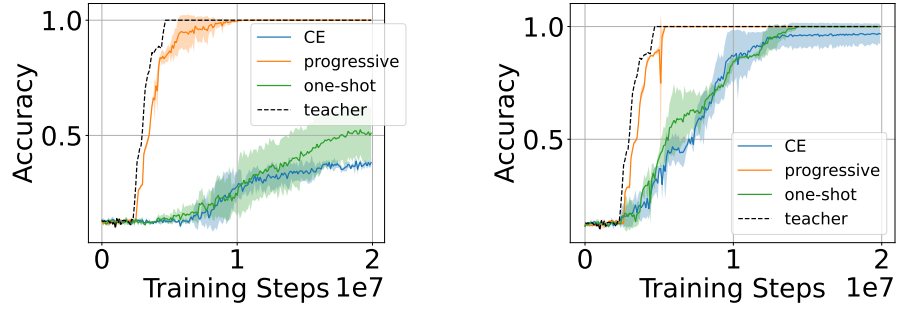 1.0
0.5
Accuracy
CE
progressive
one-shot
teacher
0
1
2
Training Steps
1e7
1.0
0.5
Accuracy
CE
progressive
one-shot
teacher
0
1
2
Training Steps
1e7